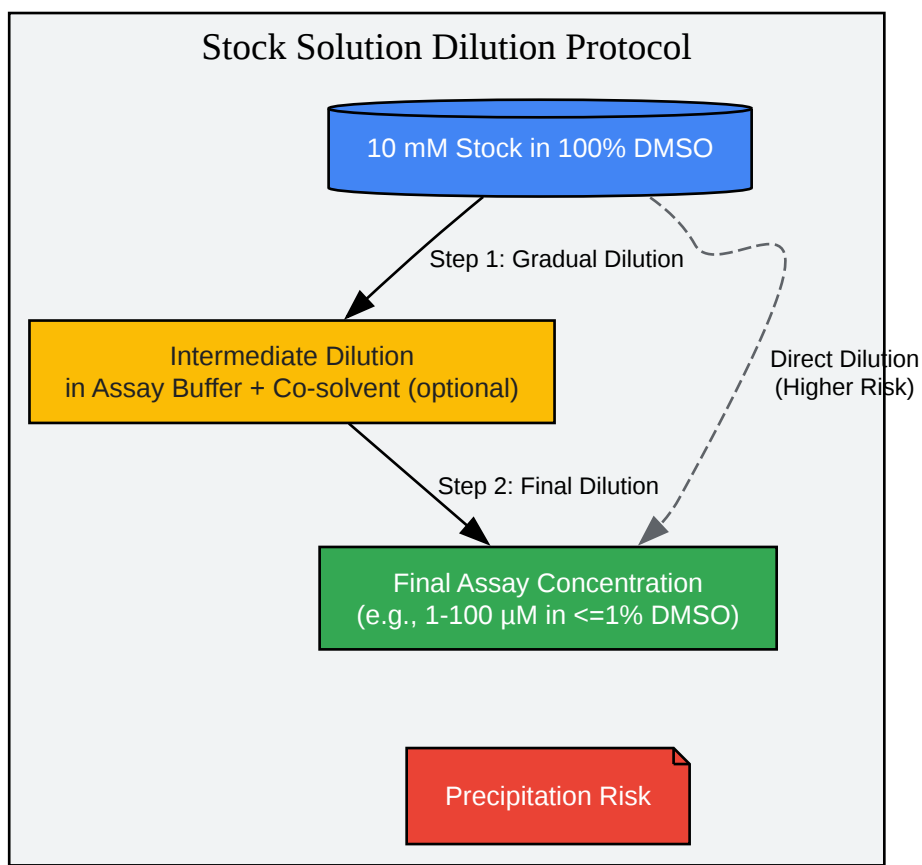 Stock Solution Dilution Protocol
10 mM Stock in 100% DMSO
Step 1: Gradual Dilution
Intermediate Dilution
in Assay Buffer + Co-solvent (optional)
Direct Dilution
(Higher Risk)
Step 2: Final Dilution
Final Assay Concentration
(e.g., 1-100 µM in <=1% DMSO)
Precipitation Risk